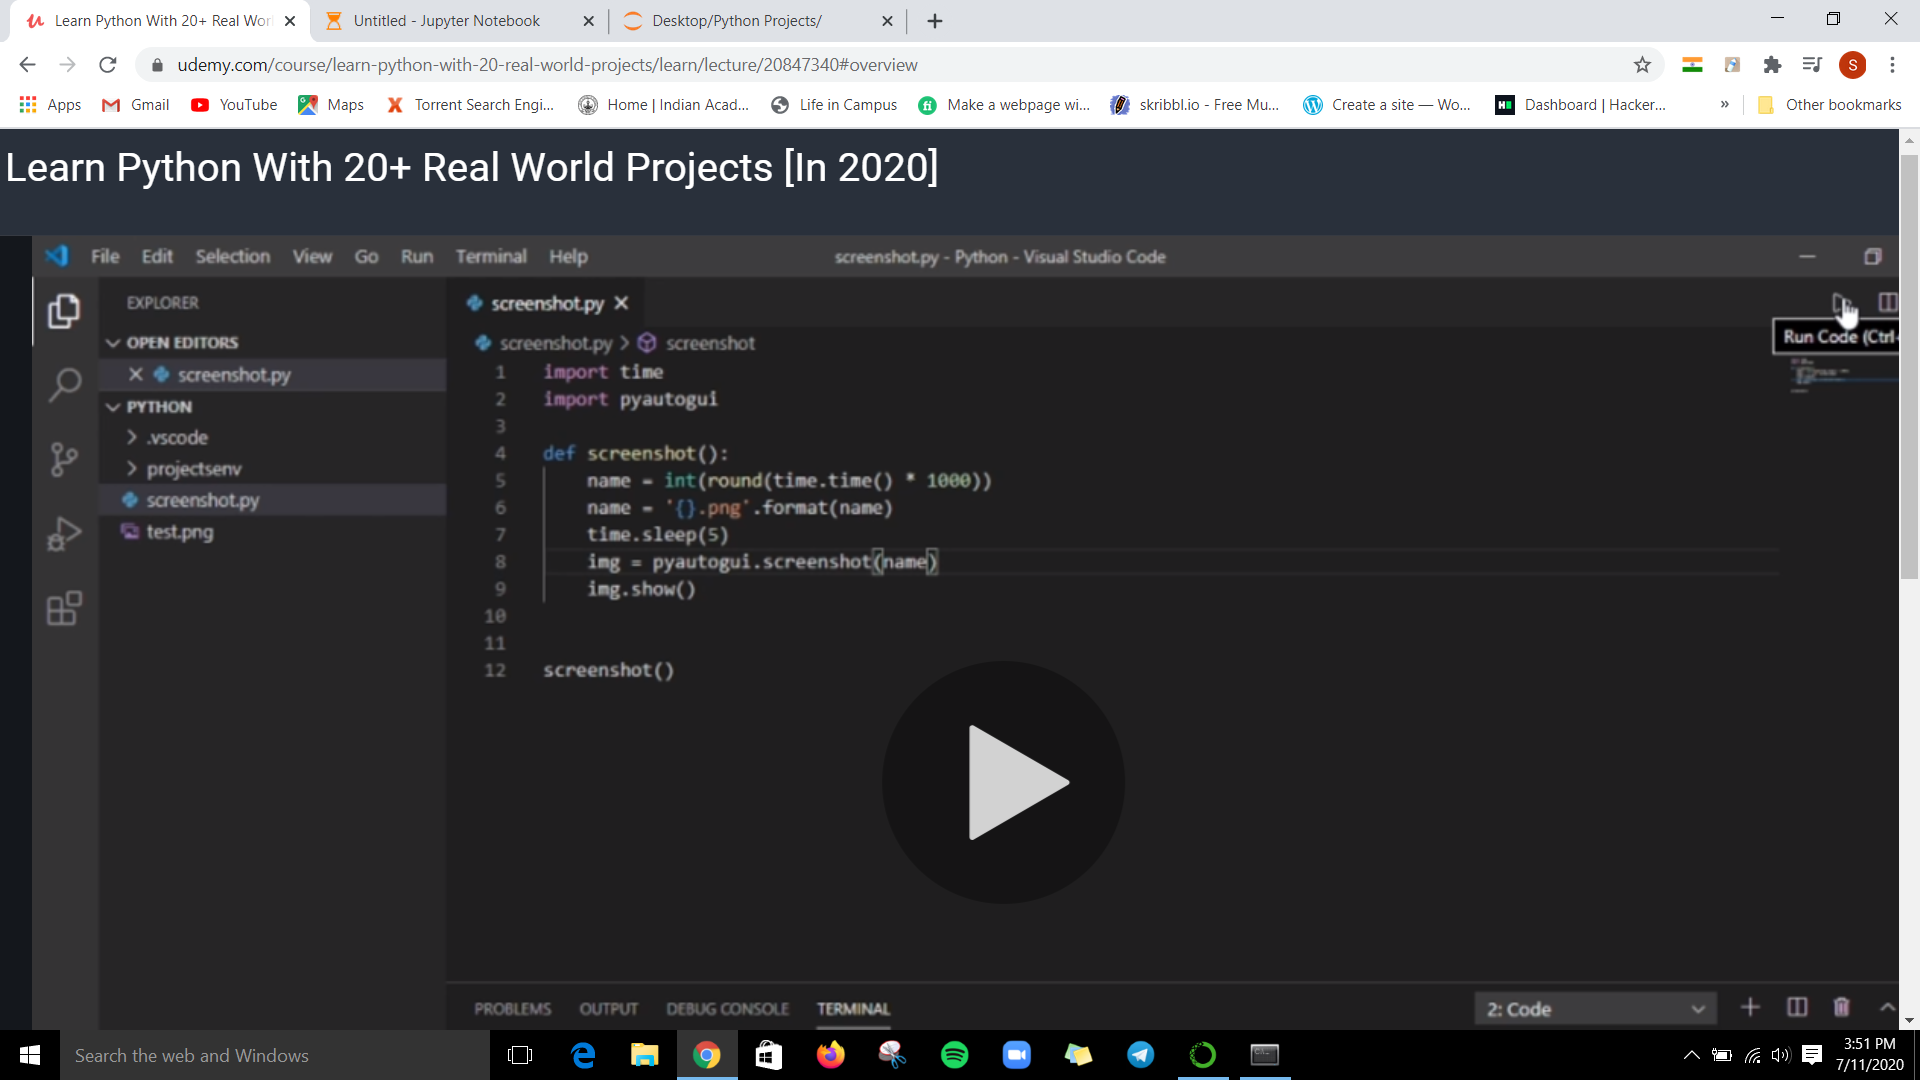 Learn Python With 20+ Real Wor
Untitled - Jupyter Notebook
Desktop/Python Projects/
udemy.com/course/learn-python-with-20-real-world-projects/learn/lecture/20847340#overview
S
Apps
Gmail
YouTube
Maps
Torrent Search Engi...
Home | Indian Acad...
Life in Campus
Make a webpage wi...
skribbl.io - Free Mu...
Create a site — Wo...
Dashboard | Hacker...
»
Other bookmarks
Learn Python With 20+ Real World Projects [In 2020]
File Edit Selection View Go Run Terminal Help
screenshot.py - Python - Visual Studio Code
EXPLORER
OPEN EDITORS
screenshot.py
PYTHON
.vscode
projectsenv
screenshot.py
test.png
screenshot.py
Run Code (Ctrl
screenshot.py > screenshot
1 import time
2 import pyautogui
3
4 def screenshot():
5 name = int(round(time.time() * 1000))
6 name = '{}.png'.format(name)
7 time.sleep(5)
8 img = pyautogui.screenshot(name)
9 img.show()
10
11
12 screenshot()
PROBLEMS OUTPUT DEBUG CONSOLE TERMINAL
2: Code
Search the web and Windows
3:51 PM
7/11/2020